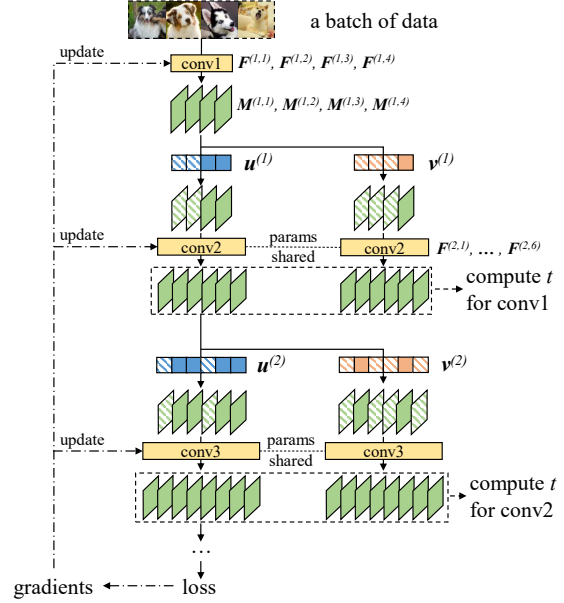 a batch of data
update
conv1
F(1,1), F(1,2), F(1,3), F(1,4)
M(1,1), M(1,2), M(1,3), M(1,4)
u(1)
v(1)
update
conv2
params
shared
conv2
F(2,1), ... , F(2,6)
compute t
for conv1
u(2)
v(2)
update
conv3
params
shared
conv3
compute t
for conv2
...
gradients
loss